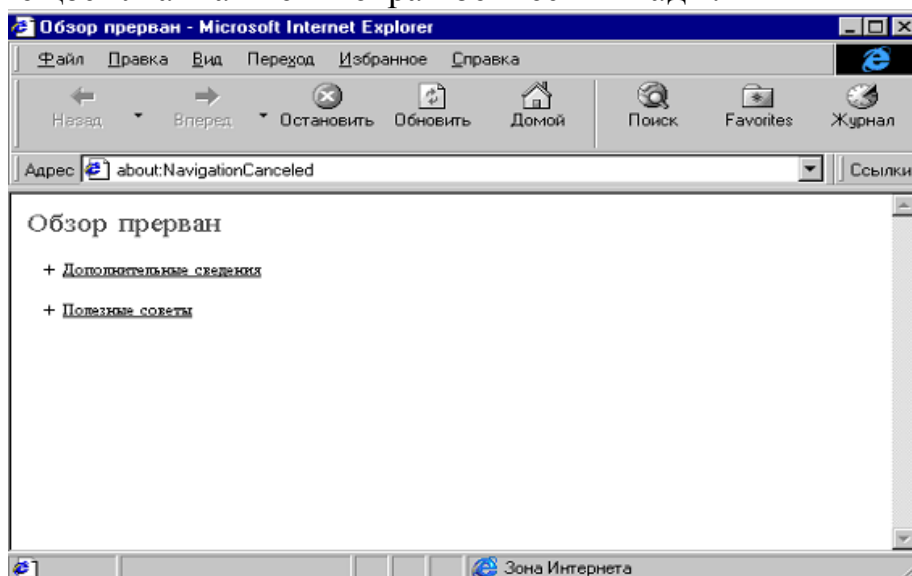 Обзор прерван - Microsoft Internet Explorer
Файл Правка Вид Переход Избранное Справка
Назад Вперед Остановить Обновить Домой Поиск Favorites Журнал
Адрес about:NavigationCanceled Ссылки
Обзор прерван
+ Дополнительные сведения
+ Полезные советы
Зона Интернета